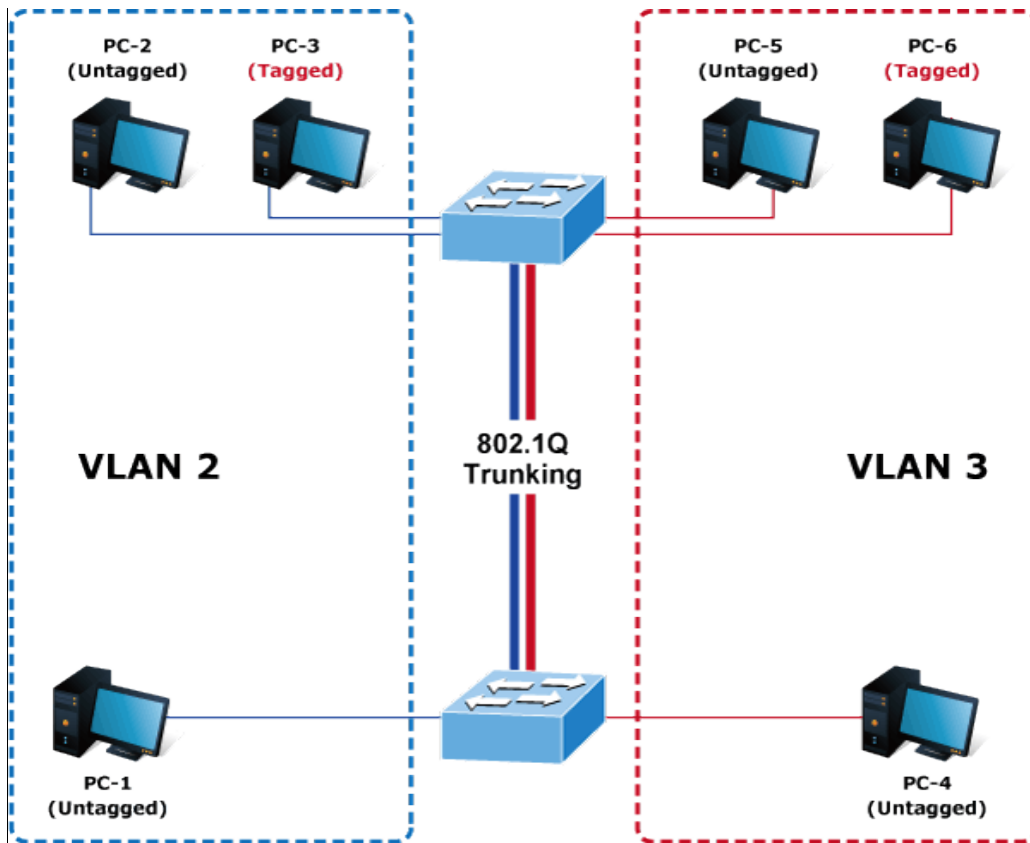 PC-2
(Untagged)
PC-3
(Tagged)
PC-5
(Untagged)
PC-6
(Tagged)
802.1Q
Trunking
VLAN 2
VLAN 3
PC-1
(Untagged)
PC-4
(Untagged)